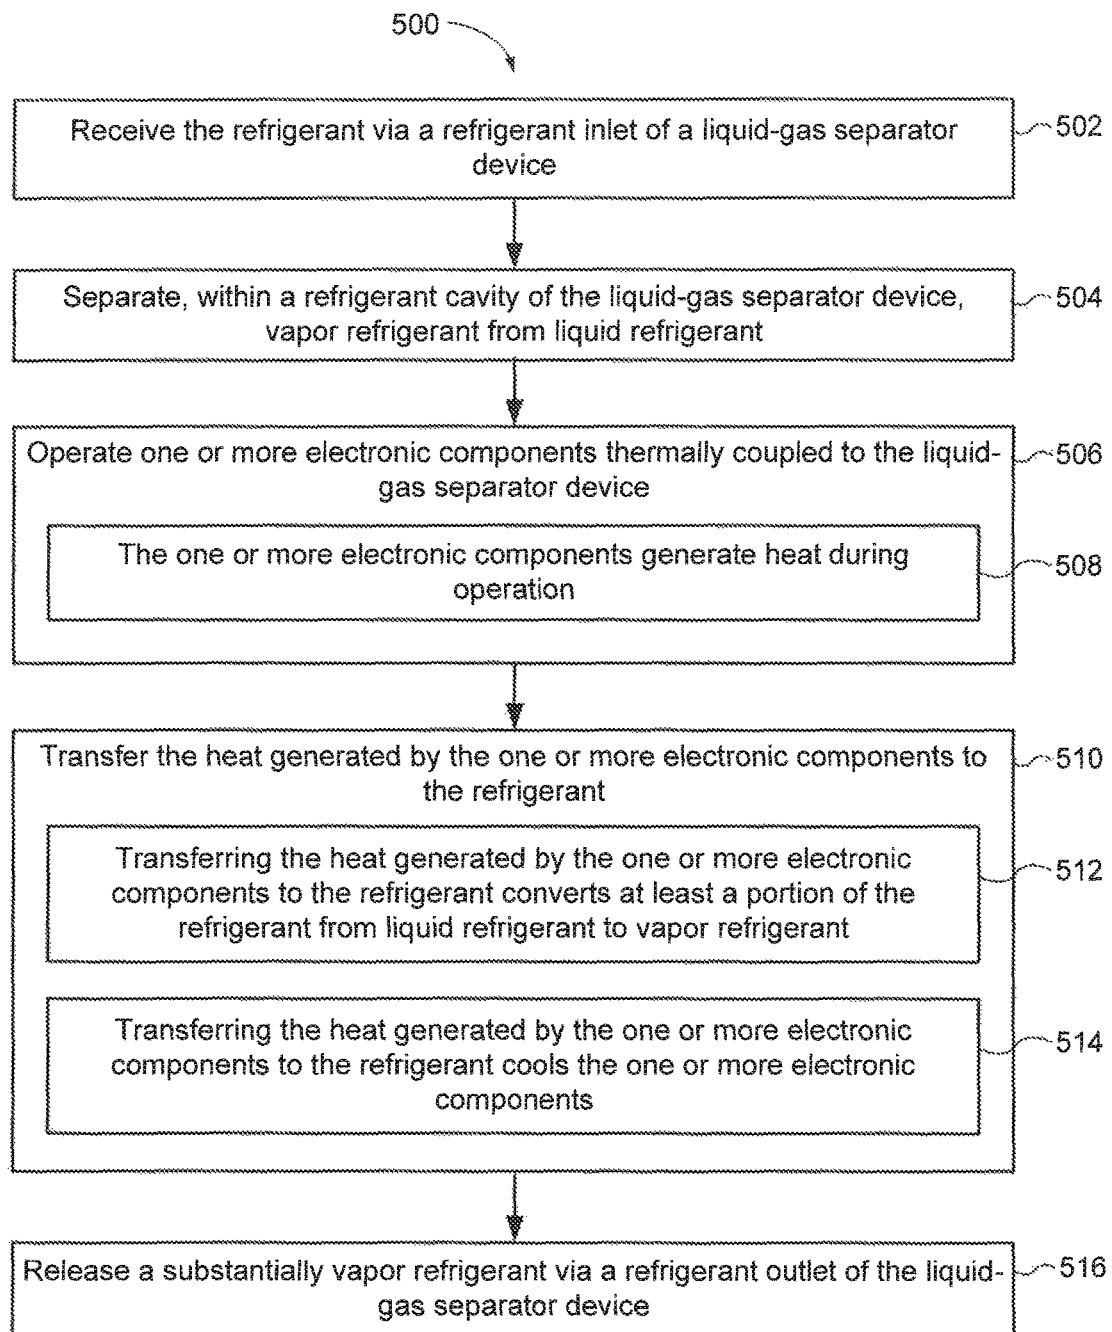 500
Receive the refrigerant via a refrigerant inlet of a liquid-gas separator
device
502
Separate, within a refrigerant cavity of the liquid-gas separator device,
vapor refrigerant from liquid refrigerant
504
Operate one or more electronic components thermally coupled to the liquid-
gas separator device
506
The one or more electronic components generate heat during
operation
508
Transfer the heat generated by the one or more electronic components to
the refrigerant
510
Transferring the heat generated by the one or more electronic
components to the refrigerant converts at least a portion of the
refrigerant from liquid refrigerant to vapor refrigerant
512
Transferring the heat generated by the one or more electronic
components to the refrigerant cools the one or more electronic
components
514
Release a substantially vapor refrigerant via a refrigerant outlet of the liquid-
gas separator device
516